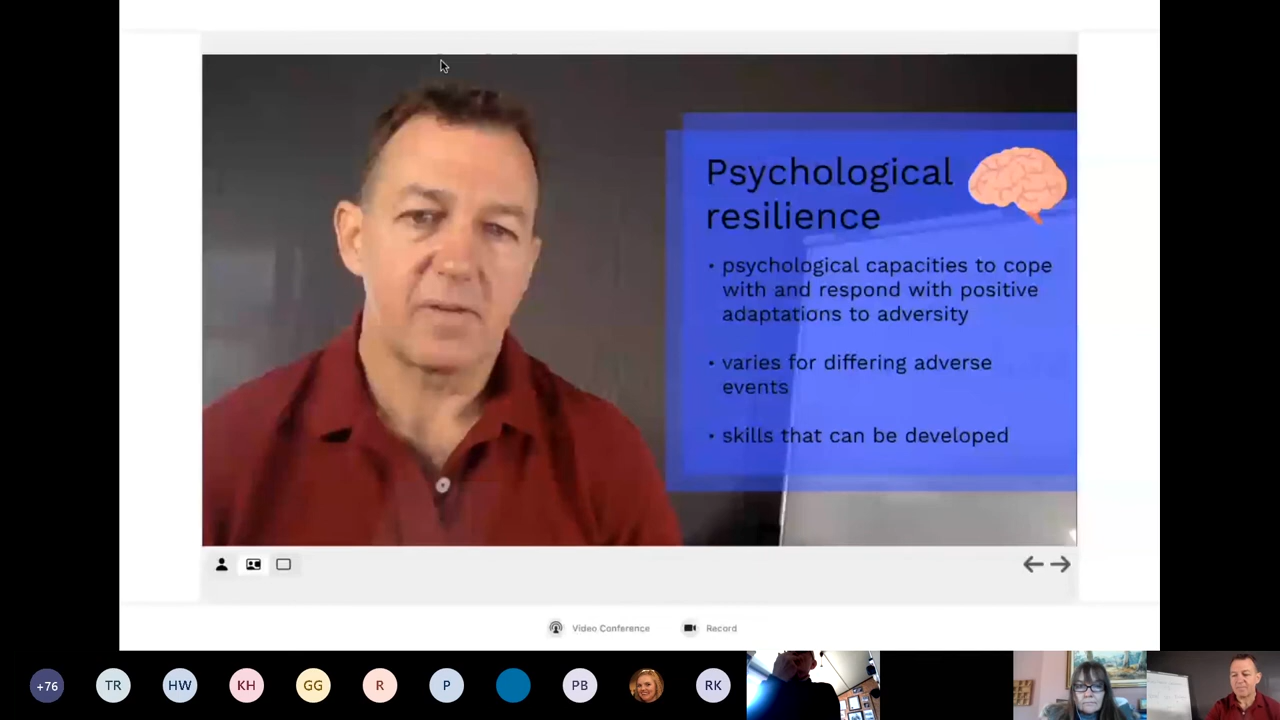 Psychological
resilience
• psychological capacities to cope
with and respond with positive
adaptations to adversity
• varies for differing adverse
events
• skills that can be developed
Video Conference
Record
+76
TR
HW
KH
GG
R
P
PB
RK